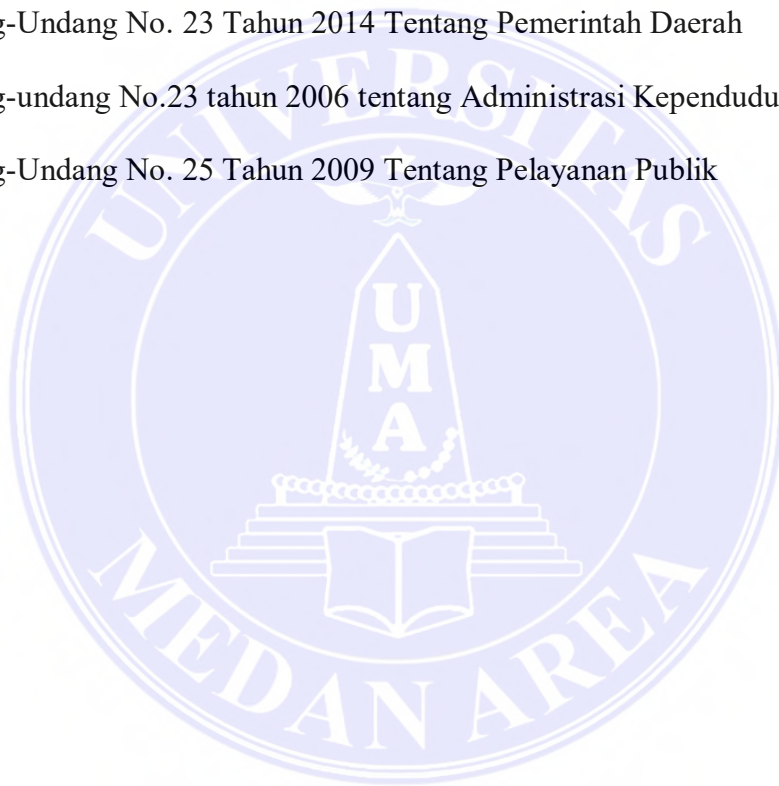 g-Undang No. 23 Tahun 2014 Tentang Pemerintah Daerah
g-undang No.23 tahun 2006 tentang Administrasi Kependudu
g-Undang No. 25 Tahun 2009 Tentang Pelayanan Publik
UNIVERSITAS
U
M
A
MEDAN AREA